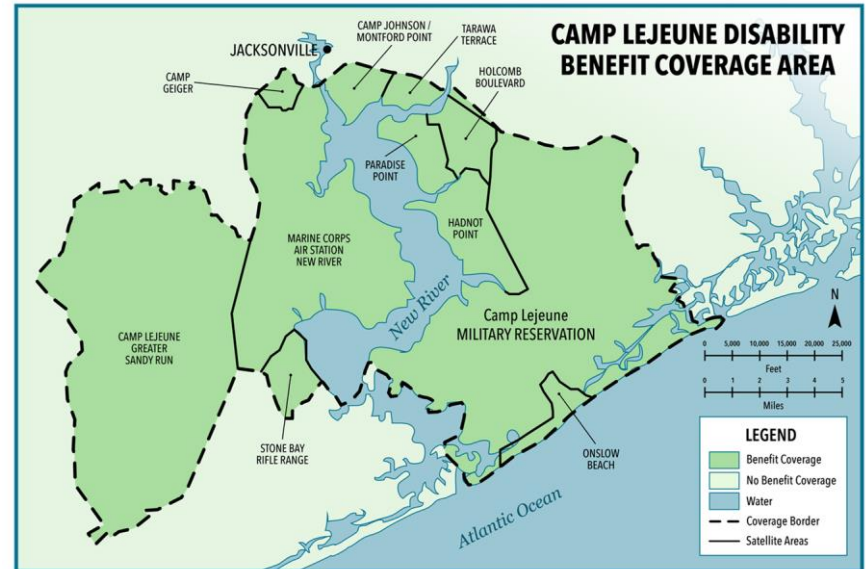 CAMP LEJEUNE DISABILITY
BENEFIT COVERAGE AREA
JACKSONVILLE
CAMP JOHNSON /
MONTFORD POINT
TARAWA
TERRACE
HOLCOMB
BOULEVARD
CAMP
GEIGER
PARADISE
POINT
HADNOT
POINT
MARINE CORPS
AIR STATION
NEW RIVER
New River
Camp Lejeune
MILITARY RESERVATION
CAMP LEJEUNE
GREATER
SANDY RUN
STONE BAY
RIFLE RANGE
ONSLOW
BEACH
Atlantic Ocean
N
0 5,000 10,000 15,000 20,000 25,000
Feet
0 1 2 3 4 5
Miles
LEGEND
Benefit Coverage
No Benefit Coverage
Water
Coverage Border
Satellite Areas